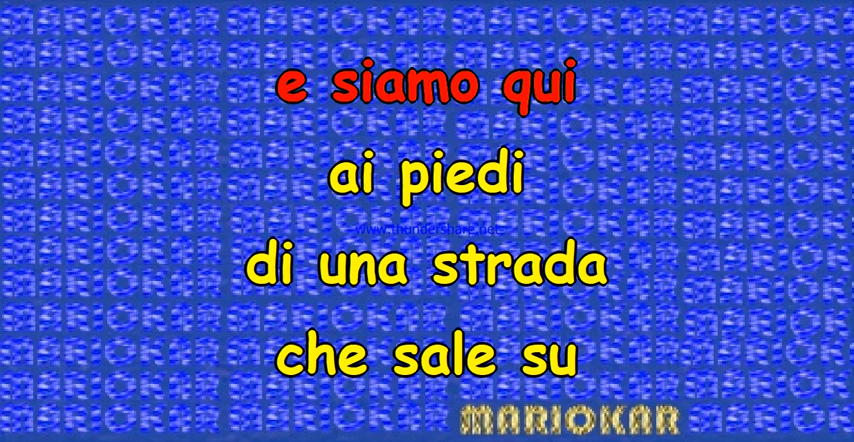 e siamo qui
ai piedi
www.thundershare.net
di una strada
che sale su
MARIOKAR